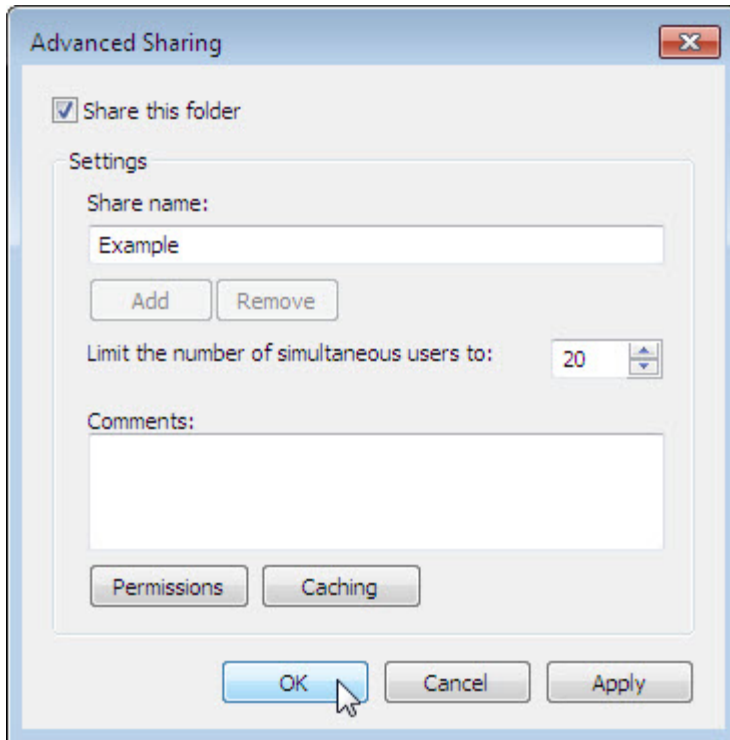 Advanced Sharing
Share this folder
Settings
Share name:
Example
Add Remove
Limit the number of simultaneous users to: 20
Comments:
Permissions Caching
OK Cancel Apply